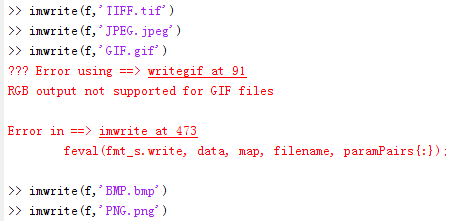 >> imwrite(f,'TIFF.tif')
>> imwrite(f,'JPEG.jpeg')
>> imwrite(f,'GIF.gif')
??? Error using ==> writegif at 91
RGB output not supported for GIF files
Error in ==> imwrite at 473
feval(fmt_s.write, data, map, filename, paramPairs{:});
>> imwrite(f,'BMP.bmp')
>> imwrite(f,'PNG.png')